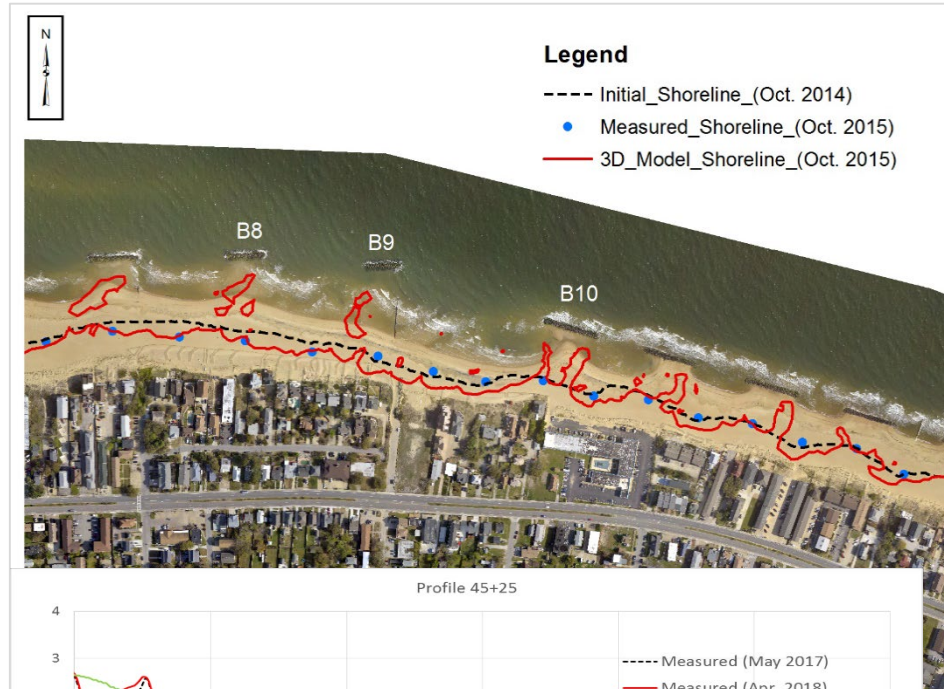 N
Legend
Initial_Shoreline_(Oct. 2014)
Measured_Shoreline_(Oct. 2015)
3D_Model_Shoreline_(Oct. 2015)
B8
B9
B10
Profile 45+25
4
3
Measured (May 2017)
Measured (Apr. 2018)